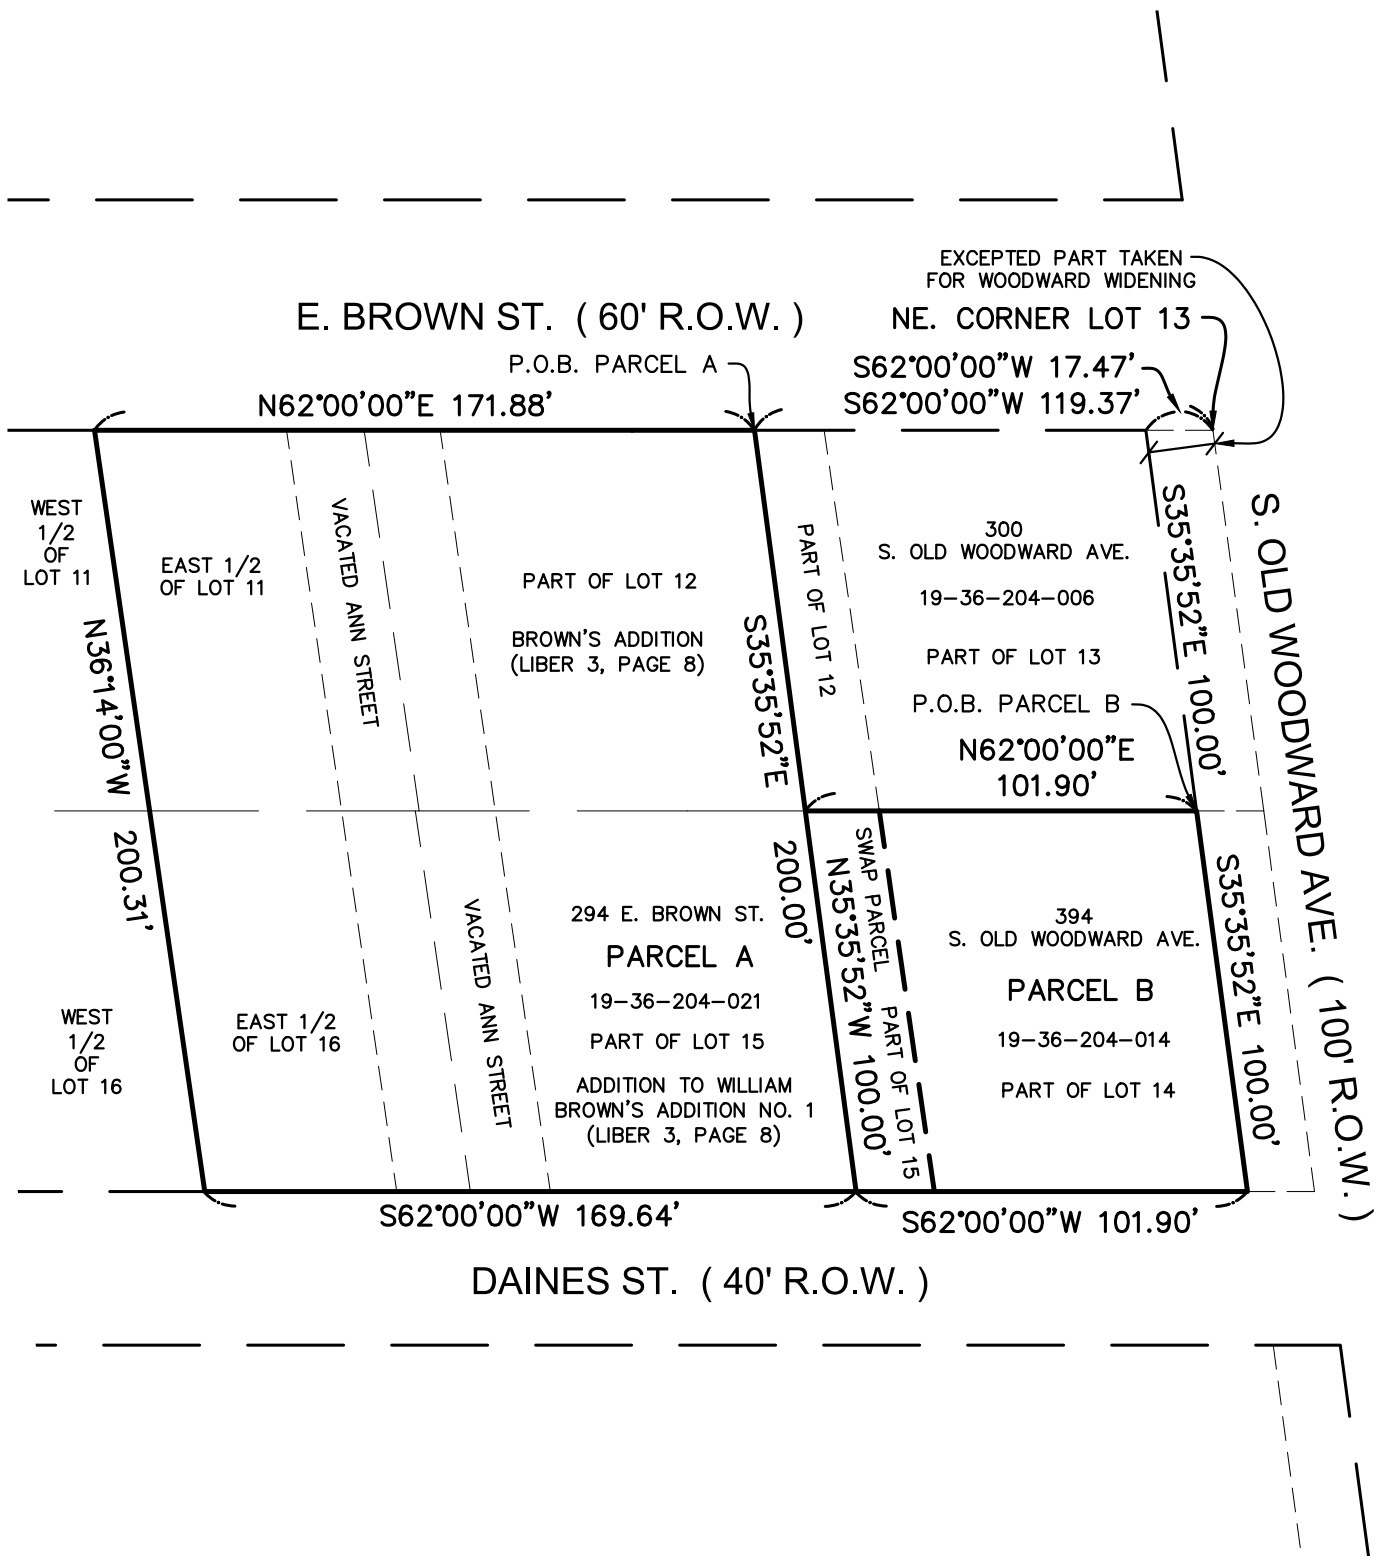 EXCEPTED PART TAKEN
FOR WOODWARD WIDENING
E. BROWN ST. ( 60' R.O.W. )
NE. CORNER LOT 13
P.O.B. PARCEL A
S62°00'00"W 17.47'
N62°00'00"E 171.88'
S62°00'00"W 119.37'
WEST
1/2
OF
LOT 11
EAST 1/2
OF LOT 11
VACATED ANN STREET
PART OF LOT 12
BROWN'S ADDITION
(LIBER 3, PAGE 8)
PART OF LOT 12
300
S. OLD WOODWARD AVE.
19-36-204-006
PART OF LOT 13
P.O.B. PARCEL B
N62°00'00"E
101.90'
S35°35'52"E 100.00'
S. OLD WOODWARD AVE. ( 100' R.O.W. )
N36°14'00"W 200.31'
S35°35'52"E 200.00'
WEST
1/2
OF
LOT 16
EAST 1/2
OF LOT 16
VACATED ANN STREET
294 E. BROWN ST.
PARCEL A
19-36-204-021
PART OF LOT 15
ADDITION TO WILLIAM
BROWN'S ADDITION NO. 1
(LIBER 3, PAGE 8)
N35°35'52"W 100.00'
SWAP PARCEL PART OF LOT 15
394
S. OLD WOODWARD AVE.
PARCEL B
19-36-204-014
PART OF LOT 14
S35°35'52"E 100.00'
S62°00'00"W 169.64'
S62°00'00"W 101.90'
DAINES ST. ( 40' R.O.W. )